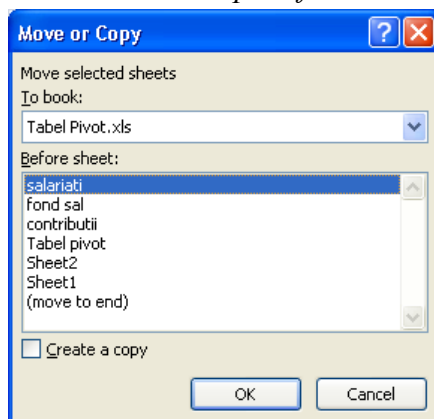 Move or Copy
Move selected sheets
To book:
Tabel Pivot.xls
Before sheet:
salariati
fond sal
contributii
Tabel pivot
Sheet2
Sheet1
(move to end)
Create a copy
OK Cancel